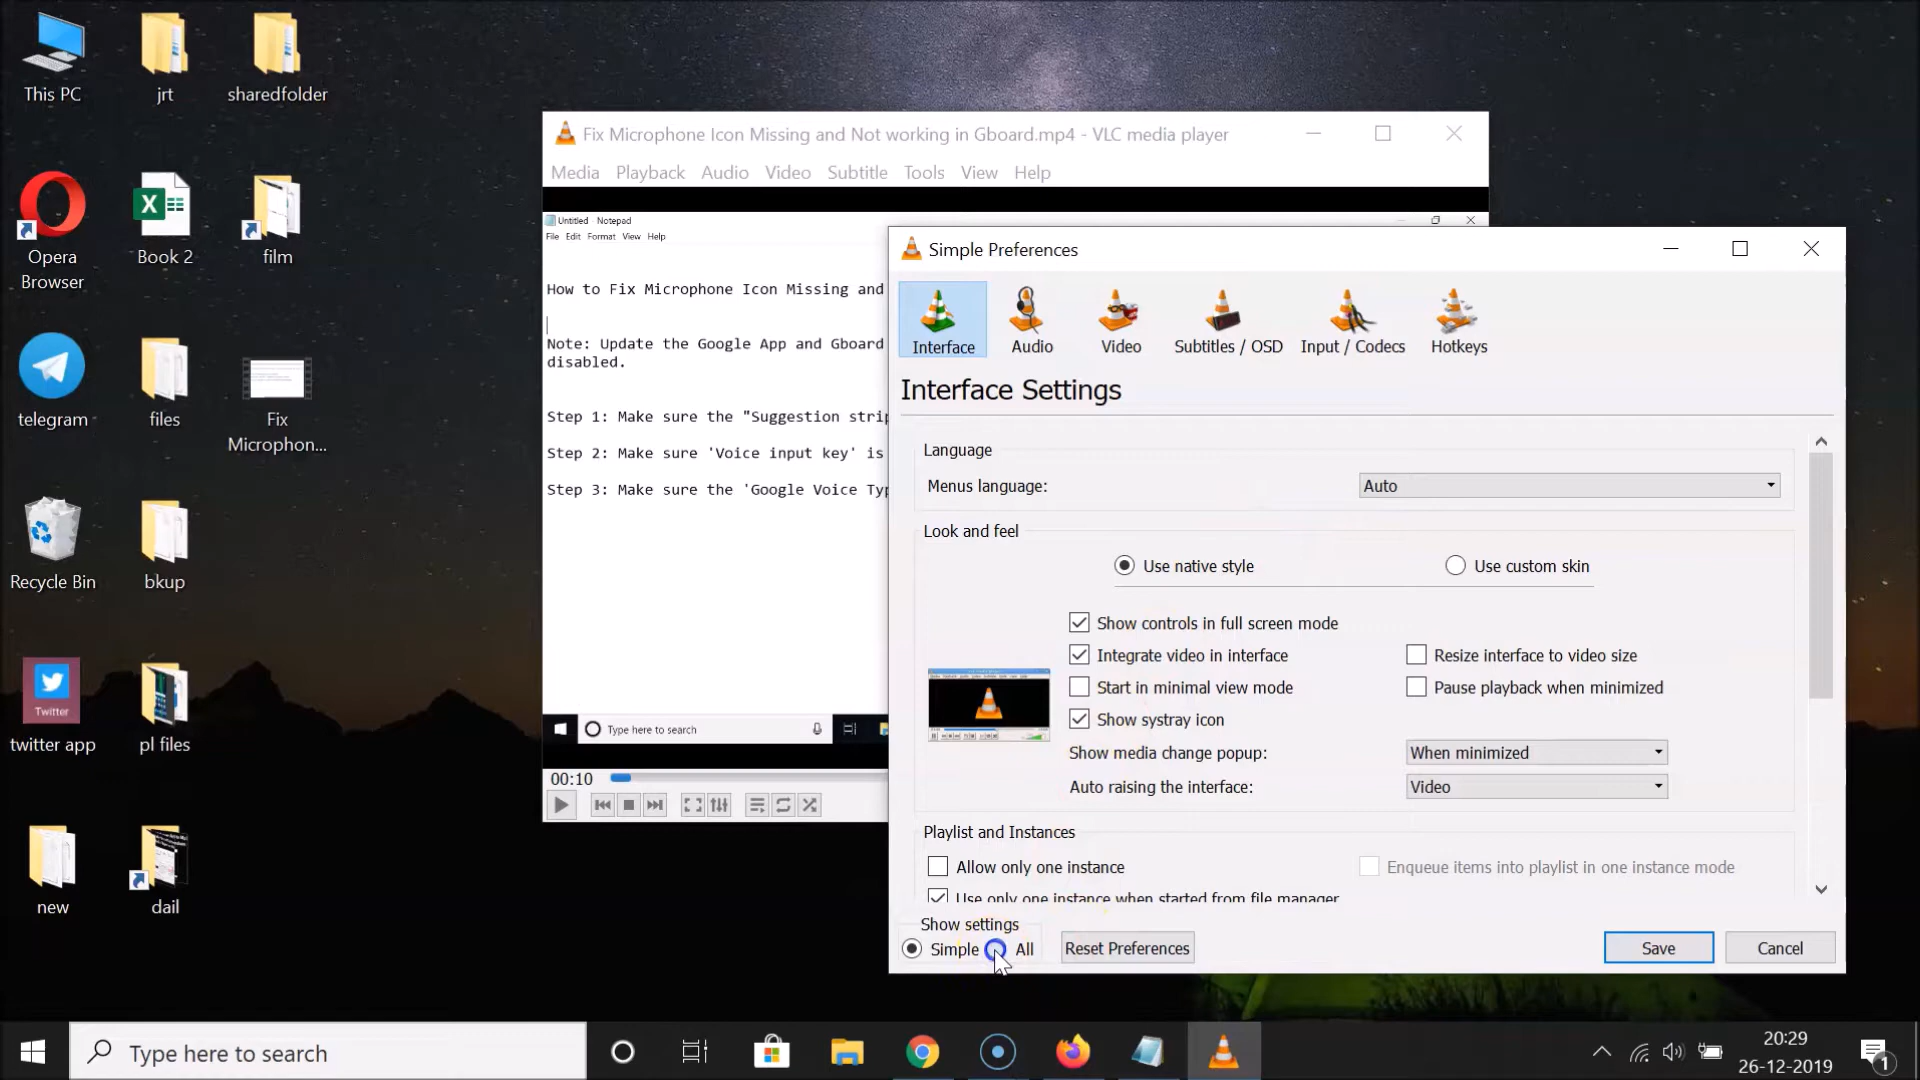 This PC
jrt
sharedfolder
Opera
Browser
Book 2
film
telegram
files
Fix
Microphon...
Recycle Bin
bkup
Twitter
twitter app
pl files
new
dail
Fix Microphone Icon Missing and Not working in Gboard.mp4 - VLC media player
Media Playback Audio Video Subtitle Tools View Help
Untitled - Notepad
File Edit Format View Help
How to Fix Microphone Icon Missing and
Note: Update the Google App and Gboard
disabled.
Step 1: Make sure the "Suggestion strip
Step 2: Make sure 'Voice input key' is
Step 3: Make sure the 'Google Voice Typ
Type here to search
00:10
Simple Preferences
Interface Audio Video Subtitles / OSD Input / Codecs Hotkeys
Interface Settings
Language
Menus language: Auto
Look and feel
Use native style Use custom skin
Show controls in full screen mode
Integrate video in interface Resize interface to video size
Start in minimal view mode Pause playback when minimized
Show systray icon
Show media change popup: When minimized
Auto raising the interface: Video
Playlist and Instances
Allow only one instance Enqueue items into playlist in one instance mode
Use only one instance when started from file manager
Show settings
Simple All Reset Preferences Save Cancel
Type here to search
20:29
26-12-2019
1